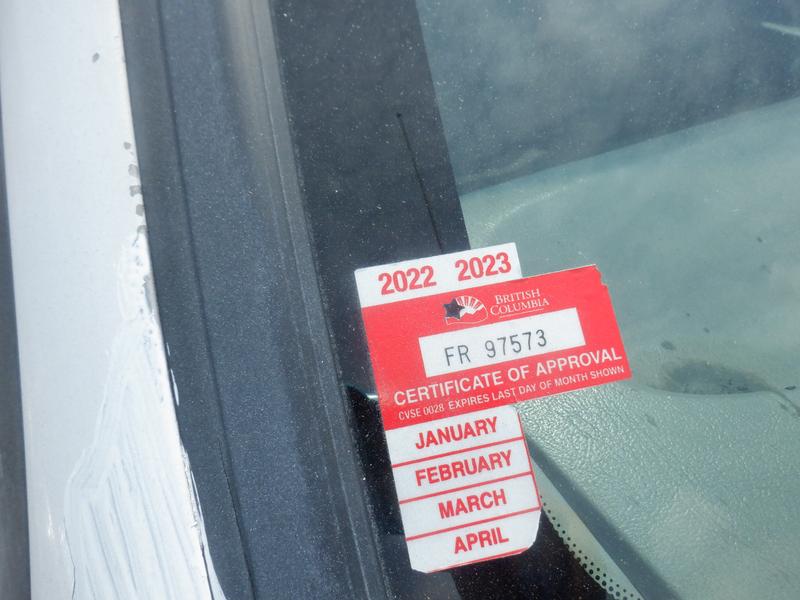 2022 2023
BRITISH
COLUMBIA
FR 97573
CERTIFICATE OF APPROVAL
CVSE 0028 EXPIRES LAST DAY OF MONTH SHOWN
JANUARY
FEBRUARY
MARCH
APRIL